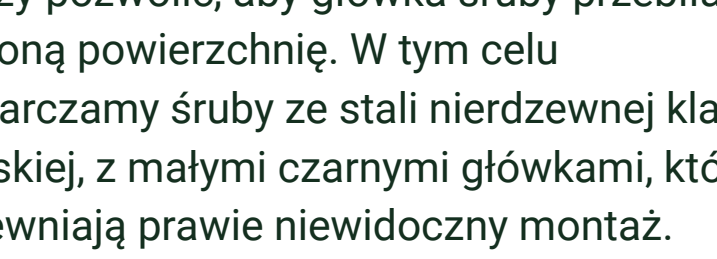 zy pozwolić, aby główka śruby przebiła
oną powierzchnię. W tym celu
arczamy śruby ze stali nierdzewnej kla
skiej, z małymi czarnymi główkami, któ
ewniają prawie niewidoczny montaż.